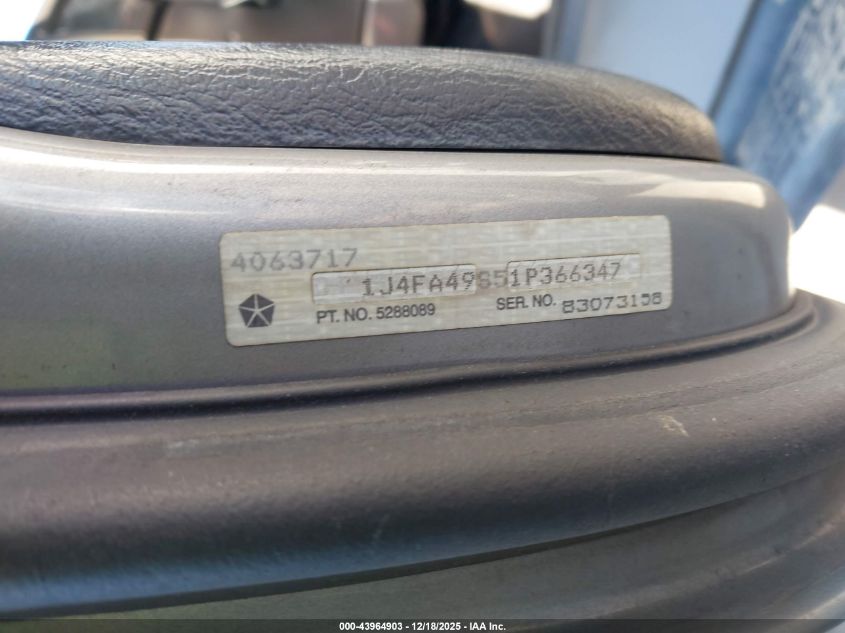 4063717
1J4FA49S51P366347
PT. NO. 5288089 SER. NO. 83073158
000-43964903 – 12/18/2025 – IAA Inc.